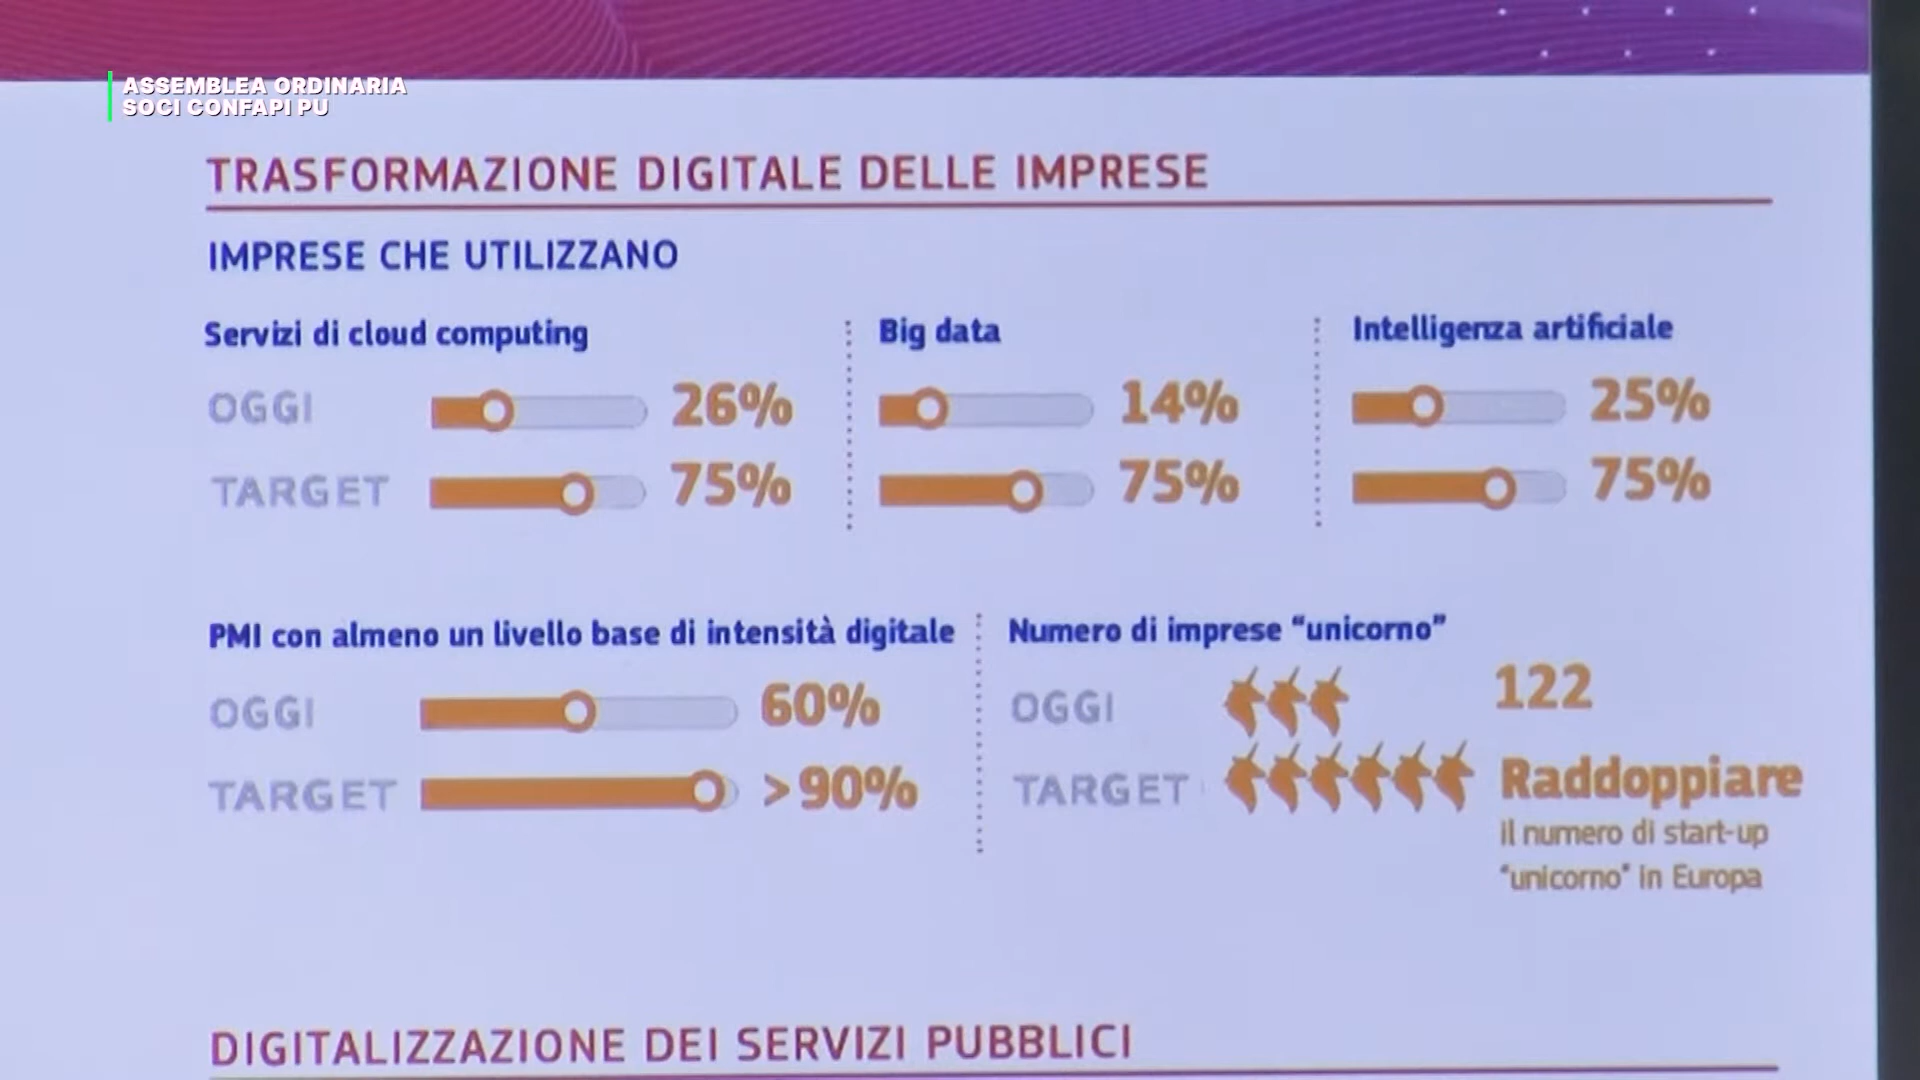 ASSEMBLEA ORDINARIA
SOCI CONFAPI PU
TRASFORMAZIONE DIGITALE DELLE IMPRESE
IMPRESE CHE UTILIZZANO
Servizi di cloud computing
OGGI 26%
TARGET 75%
Big data
14%
75%
Intelligenza artificiale
25%
75%
PMI con almeno un livello base di intensità digitale
OGGI 60%
TARGET >90%
Numero di imprese “unicorno”
OGGI 122
TARGET Raddoppiare
il numero di start-up
“unicorno” in Europa
DIGITALIZZAZIONE DEI SERVIZI PUBBLICI